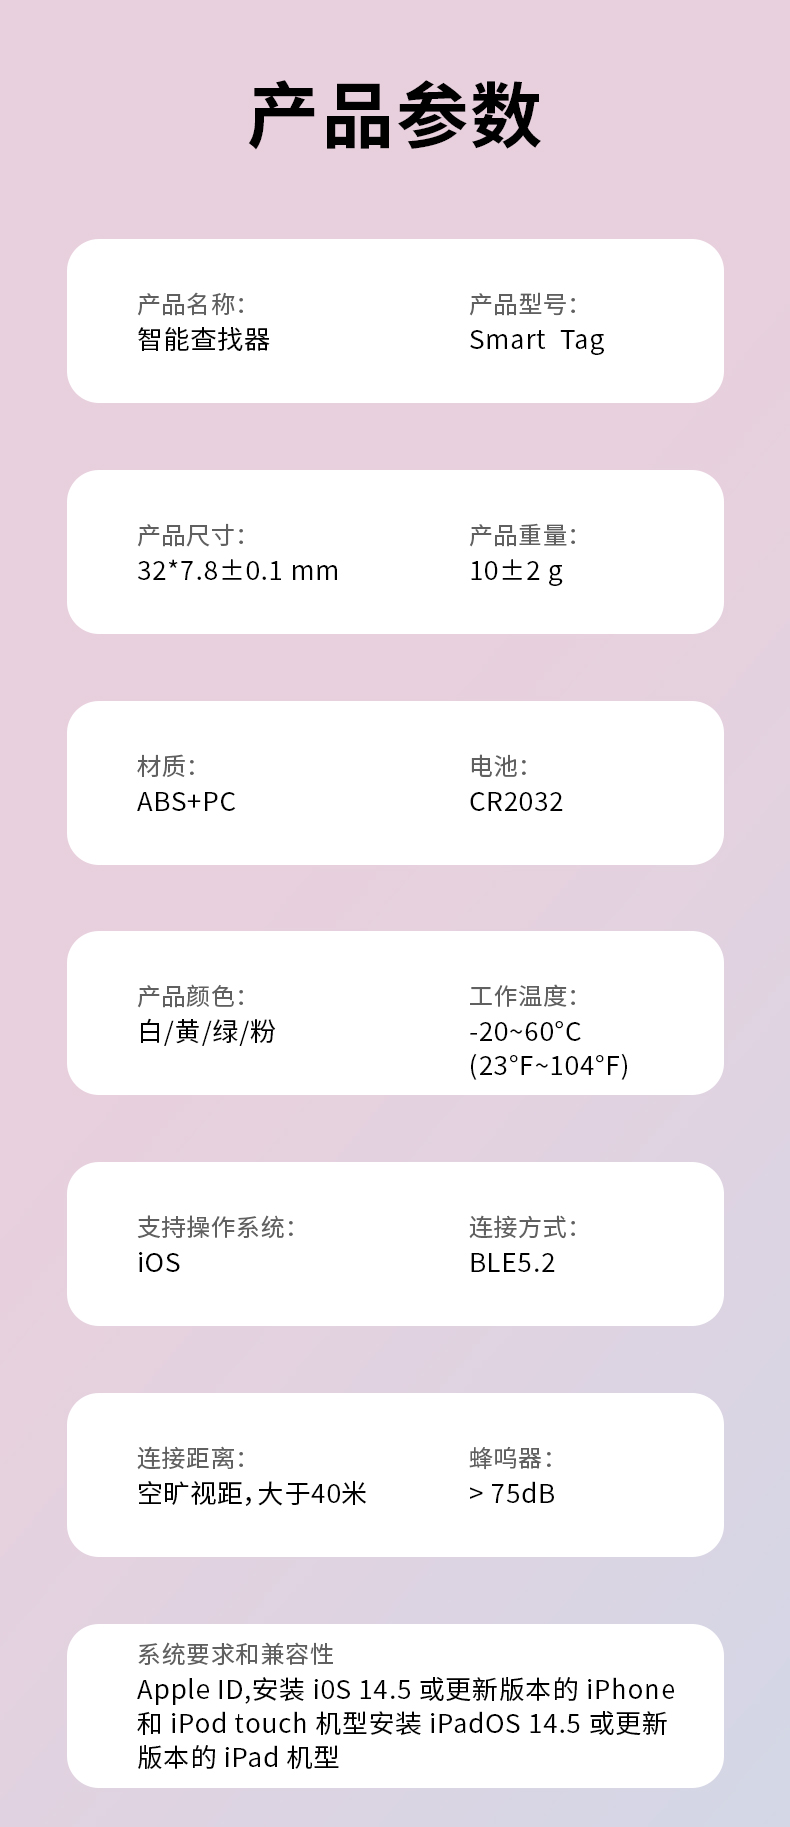 产品参数
产品名称：
智能查找器
产品型号：
Smart Tag
产品尺寸：
32*7.8±0.1 mm
产品重量：
10±2 g
材质：
ABS+PC
电池：
CR2032
产品颜色：
白/黄/绿/粉
工作温度：
-20~60°C
(23°F~104°F)
支持操作系统：
iOS
连接方式：
BLE5.2
连接距离：
空旷视距，大于40米
蜂呜器：
> 75dB
系统要求和兼容性
Apple ID,安装 i0S 14.5 或更新版本的 iPhone
和 iPod touch 机型安装 iPadOS 14.5 或更新
版本的 iPad 机型